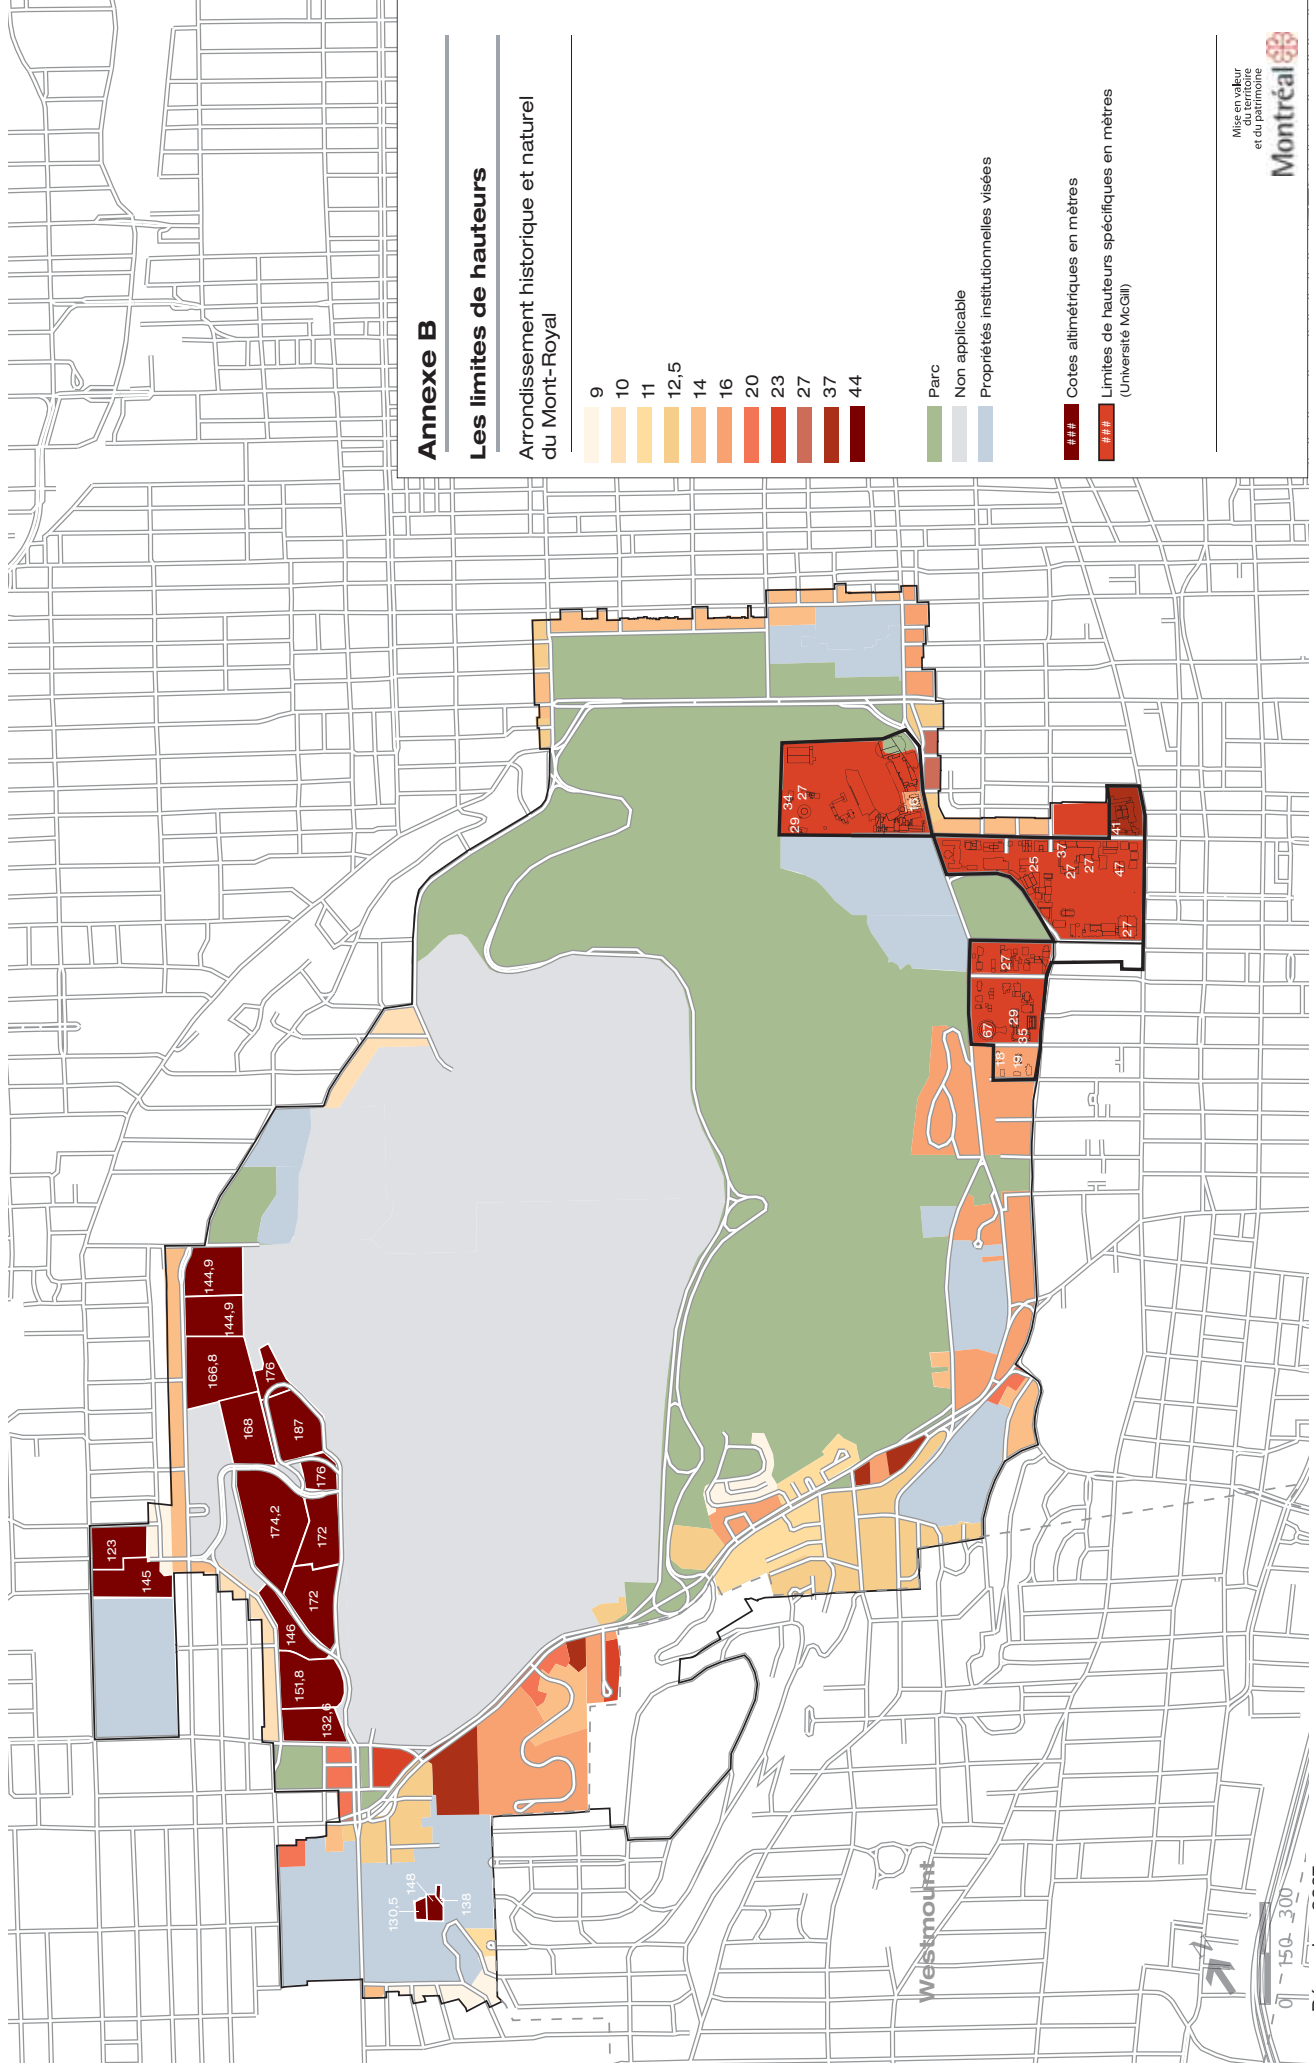 Annexe B
Les limites de hauteurs
Arrondissement historique et naturel
du Mont-Royal
9
10
11
12,5
14
16
20
23
27
37
44
Parc
Non applicable
Propriétés institutionnelles visées
### Cotes altimétriques en mètres
### Limites de hauteurs spécifiques en mètres
(Université McGill)
Mise en valeur
du territoire
et du patrimoine
Montréal
123
145
144,9
144,9
166,8
176
168
187
176
174,2
172
172
146
151,8
132,6
130,5
148
138
34
29
27
16
41
37
25
27
27
47
27
27
67
29
35
18
19
Westmount
N
0 150 300